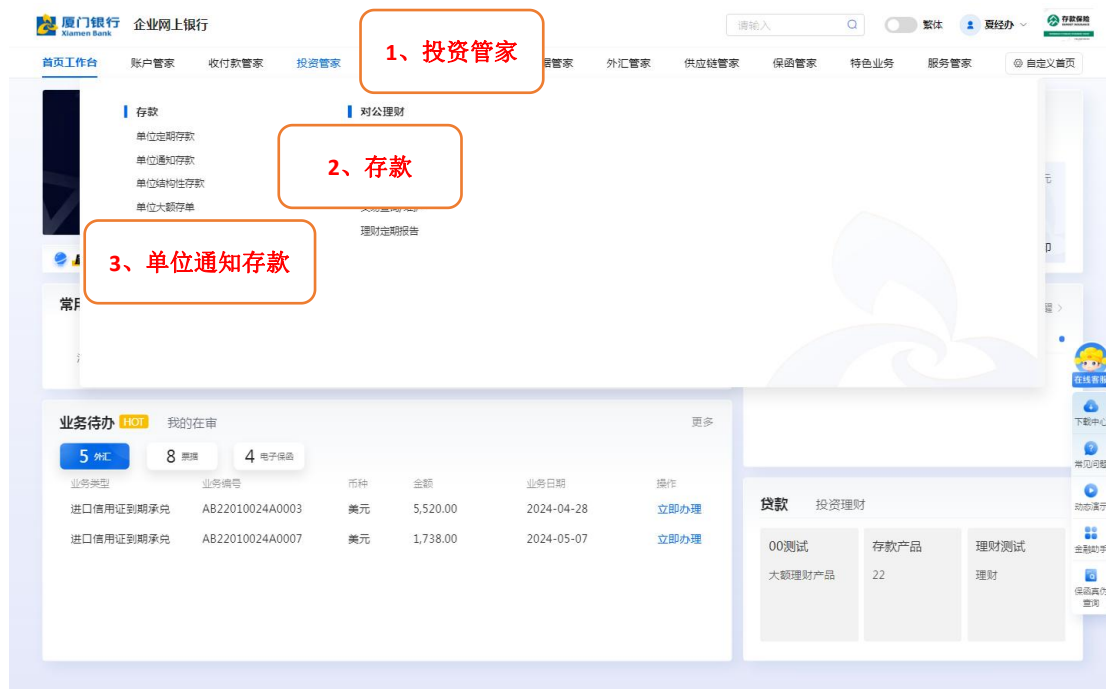 厦门银行 Xiamen Bank 企业网上银行
请输入 繁体 夏经办 存款保险
首页工作台 账户管家 收付款管家 投资管家 1、投资管家 据管家 外汇管家 供应链管家 保函管家 特色业务 服务管家 自定义首页
存款 对公理财
单位定期存款
单位通知存款
2、存款
单位结构性存款
元
单位大额存单
理财定期报告
3、单位通知存款
印
常用
醒 >
在线客服
业务待办 HOT 我的在审 更多
下载中心
5 外汇 8 票据 4 电子保函
常见问题
业务类型 业务编号 币种 金额 业务日期 操作
进口信用证到期承兑 AB22010024A0003 美元 5,520.00 2024-04-28 立即办理
贷款 投资理财
动态演示
进口信用证到期承兑 AB22010024A0007 美元 1,738.00 2024-05-07 立即办理
00测试 存款产品 理财测试
金融助手
大额理财产品 22 理财
保函真伪
查询